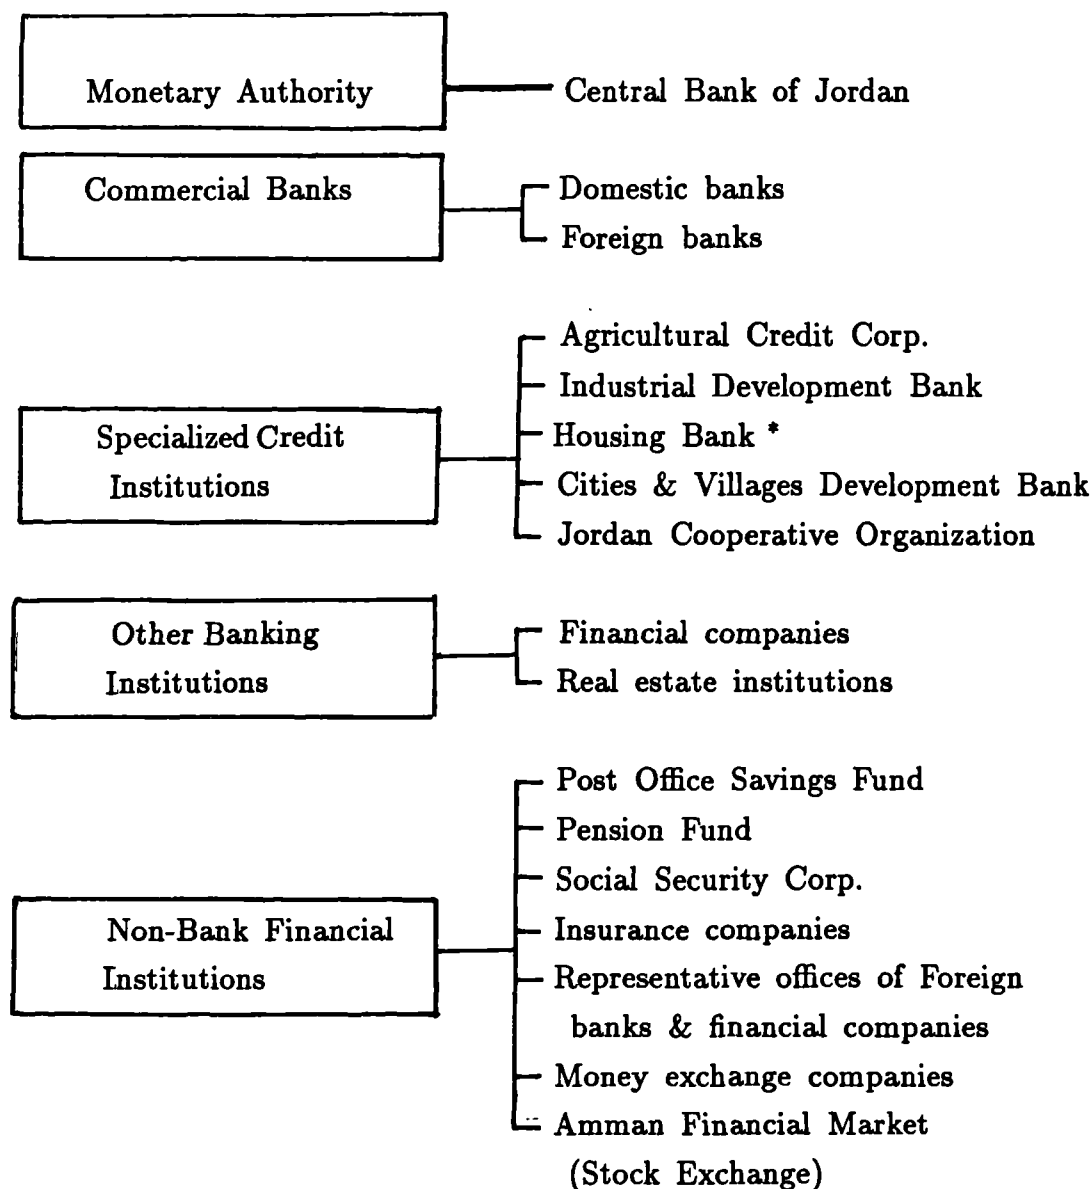 Monetary Authority
Central Bank of Jordan
Commercial Banks
Domestic banks
Foreign banks
Specialized Credit
Institutions
Agricultural Credit Corp.
Industrial Development Bank
Housing Bank *
Cities & Villages Development Bank
Jordan Cooperative Organization
Other Banking
Institutions
Financial companies
Real estate institutions
Non-Bank Financial
Institutions
Post Office Savings Fund
Pension Fund
Social Security Corp.
Insurance companies
Representative offices of Foreign
banks & financial companies
Money exchange companies
Amman Financial Market
(Stock Exchange)